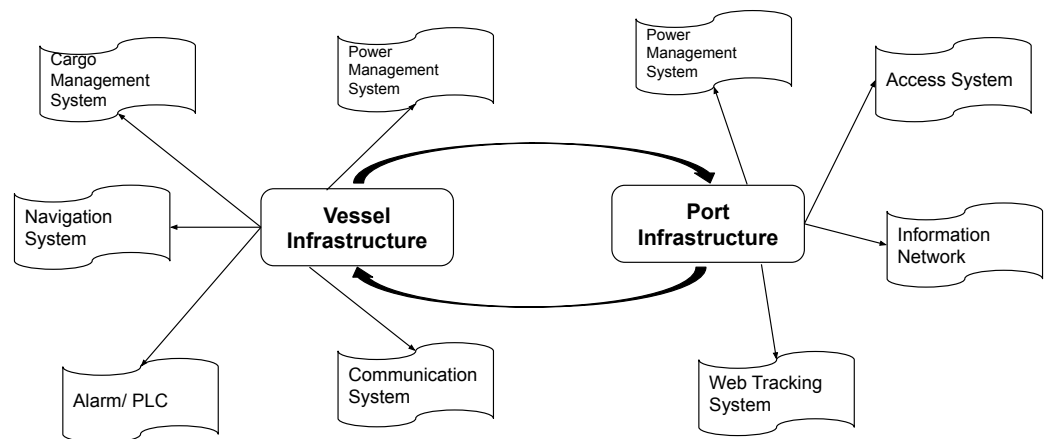 Cargo
Management
System
Power
Management
System
Power
Management
System
Access System
Navigation
System
Vessel
Infrastructure
Port
Infrastructure
Information
Network
Alarm/ PLC
Communication
System
Web Tracking
System